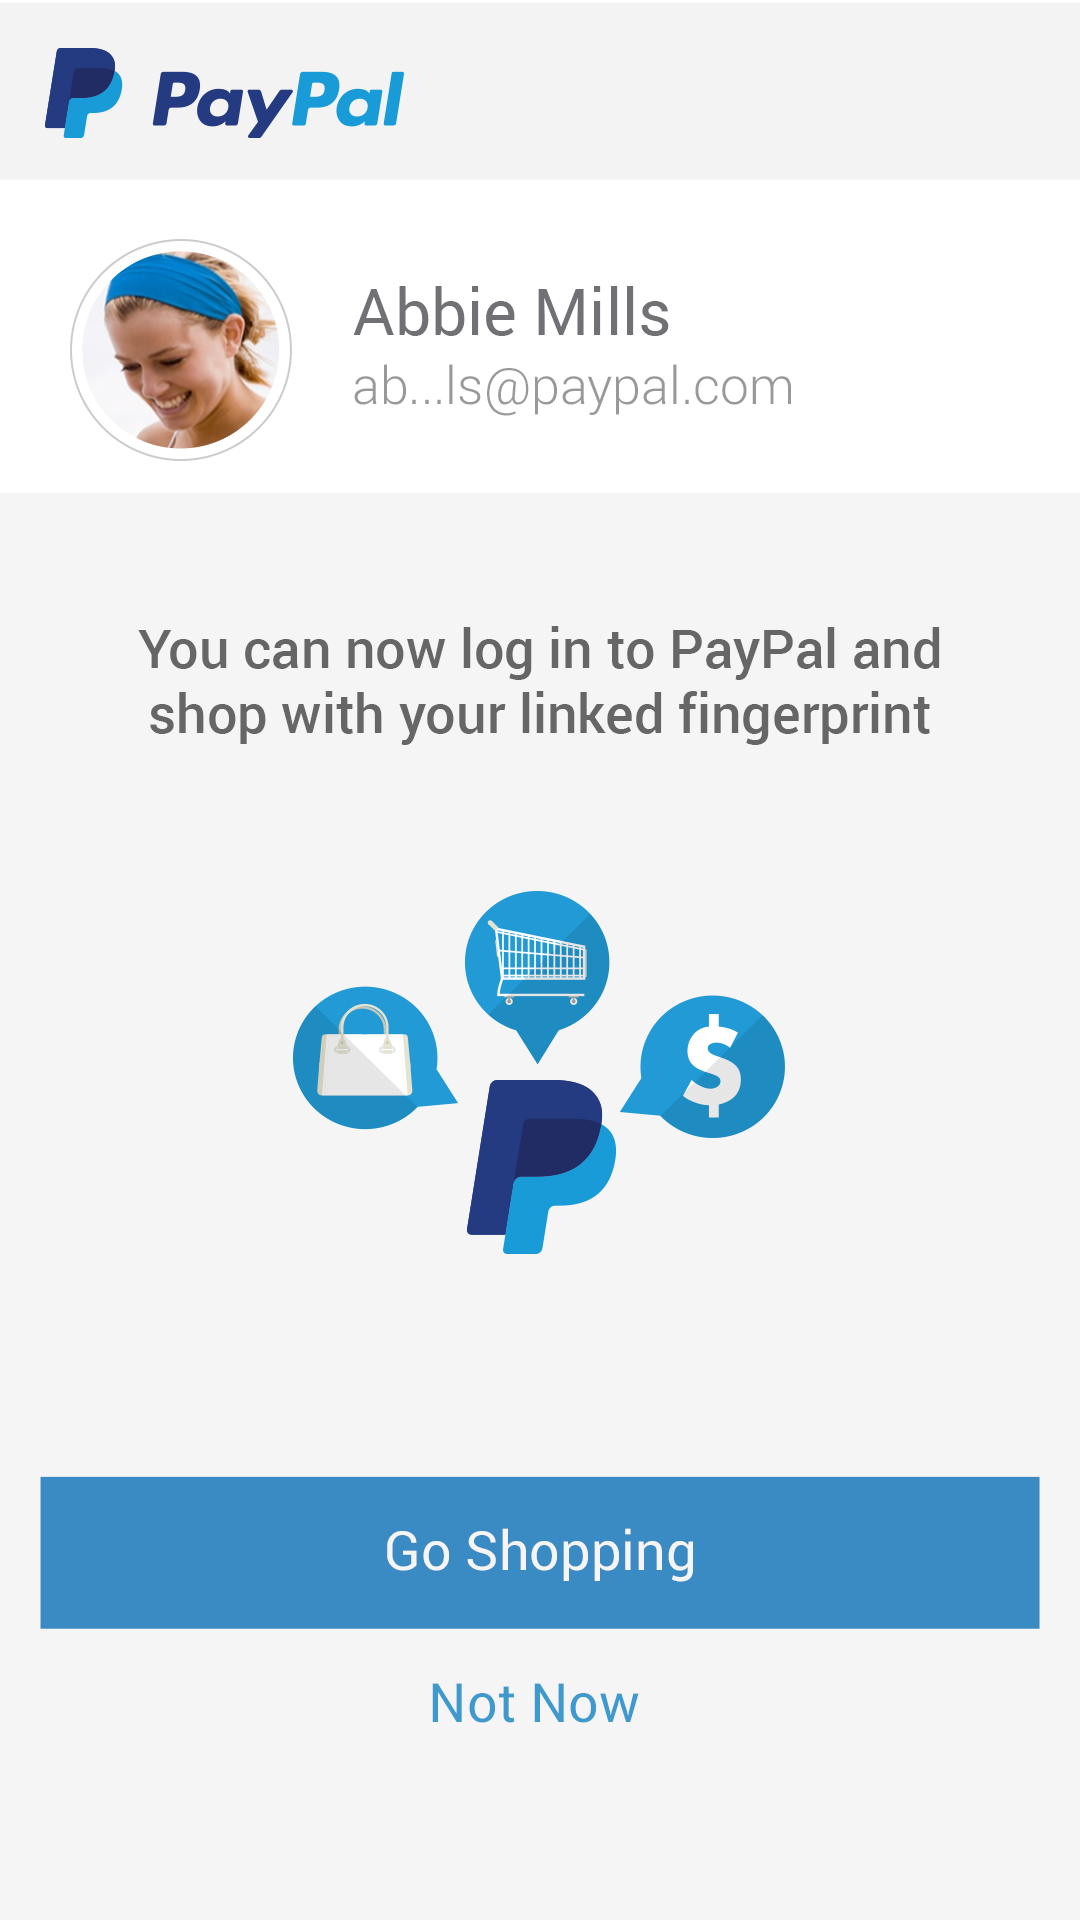 PayPal
Abbie Mills
ab...ls@paypal.com
You can now log in to PayPal and
shop with your linked fingerprint
$
Go Shopping
Not Now